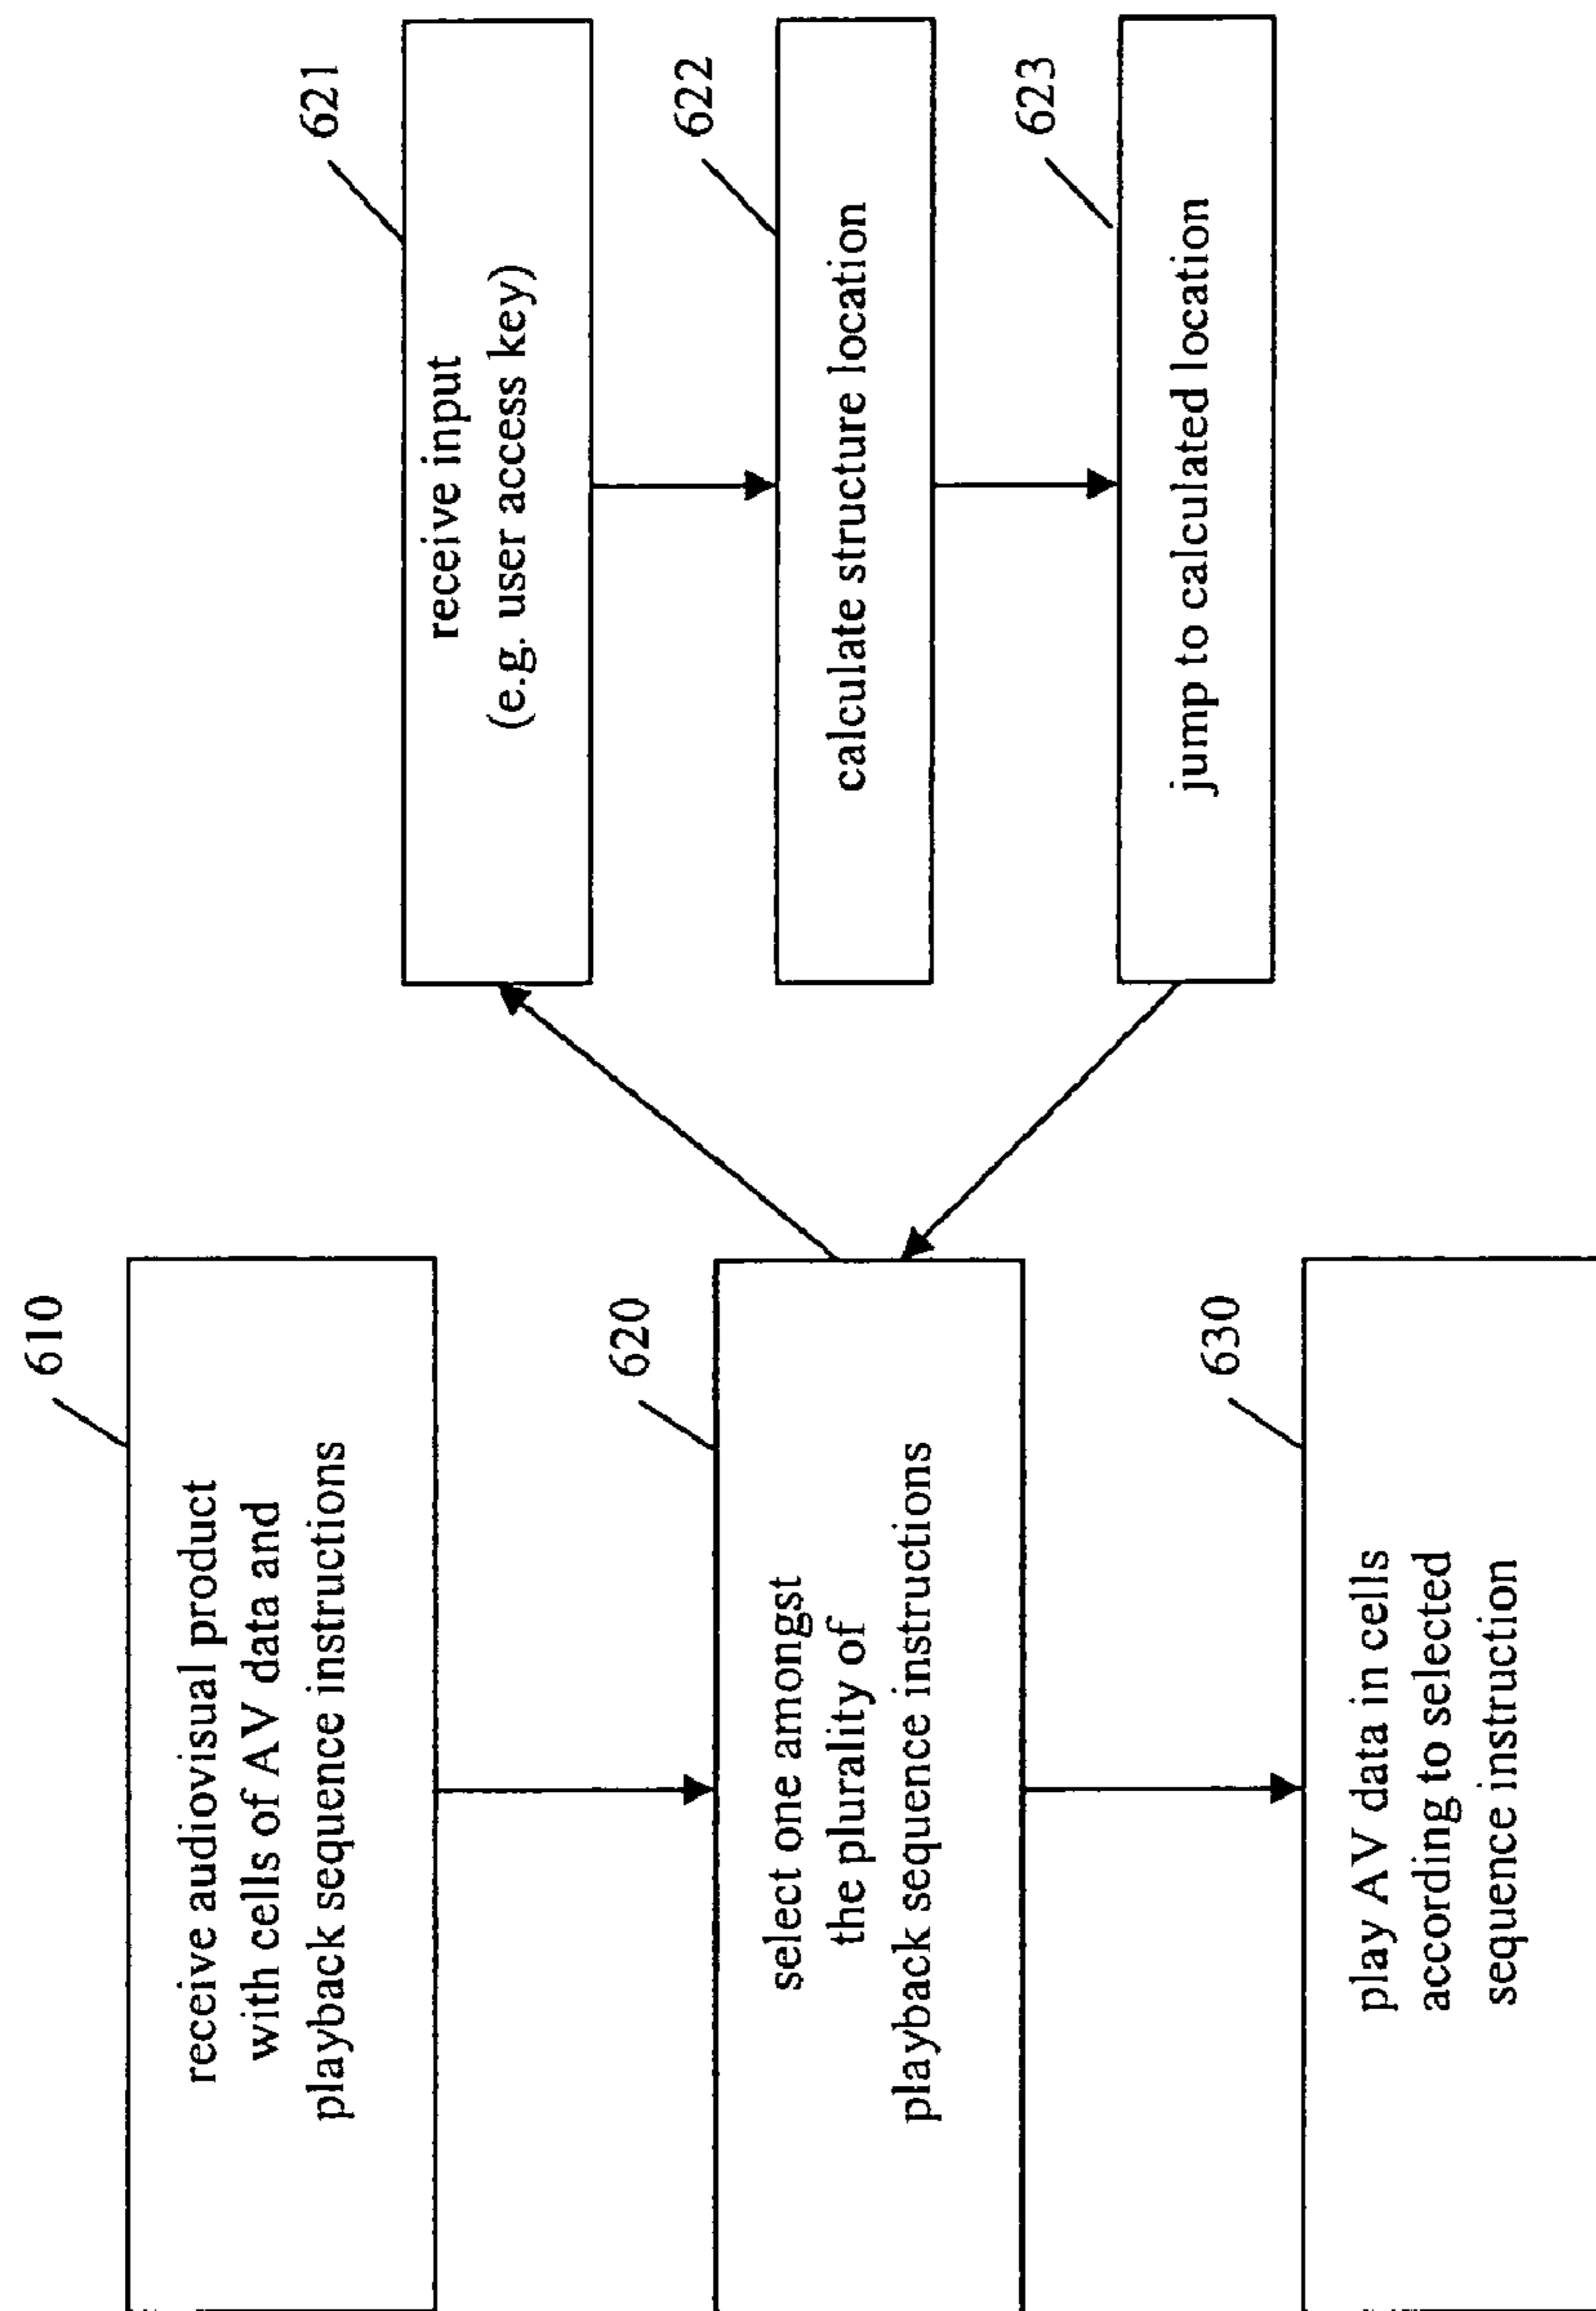 610
receive audiovisual product
with cells of AV data and
playback sequence instructions
620
select one amongst
the plurality of
playback sequence instructions
630
play AV data in cells
according to selected
sequence instruction
621
receive input
(e.g. user access key)
622
calculate structure location
623
jump to calculated location